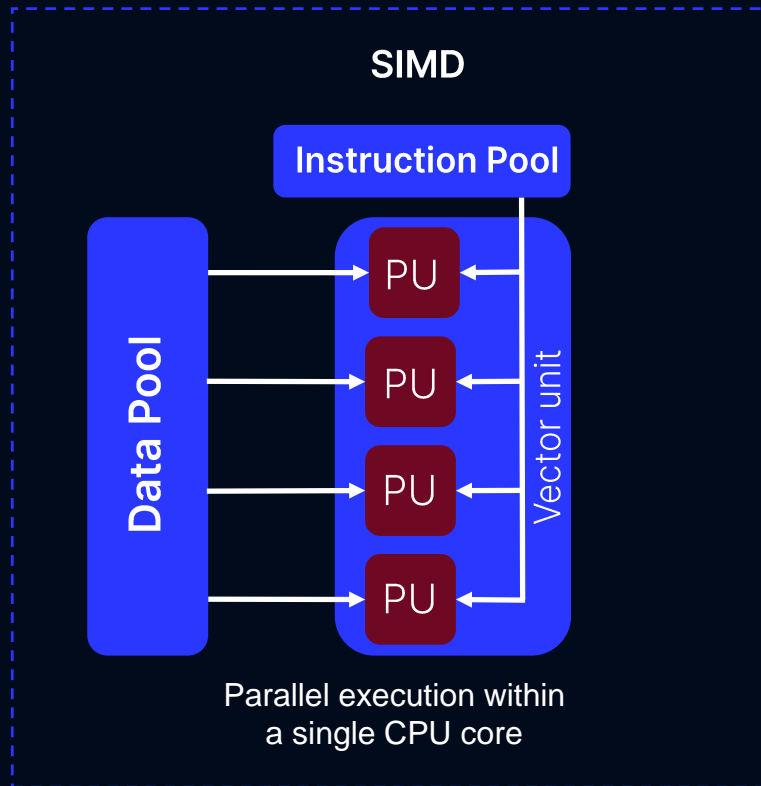 SIMD
Instruction Pool
Data Pool
PU
PU
PU
PU
Vector unit
Parallel execution within
a single CPU core